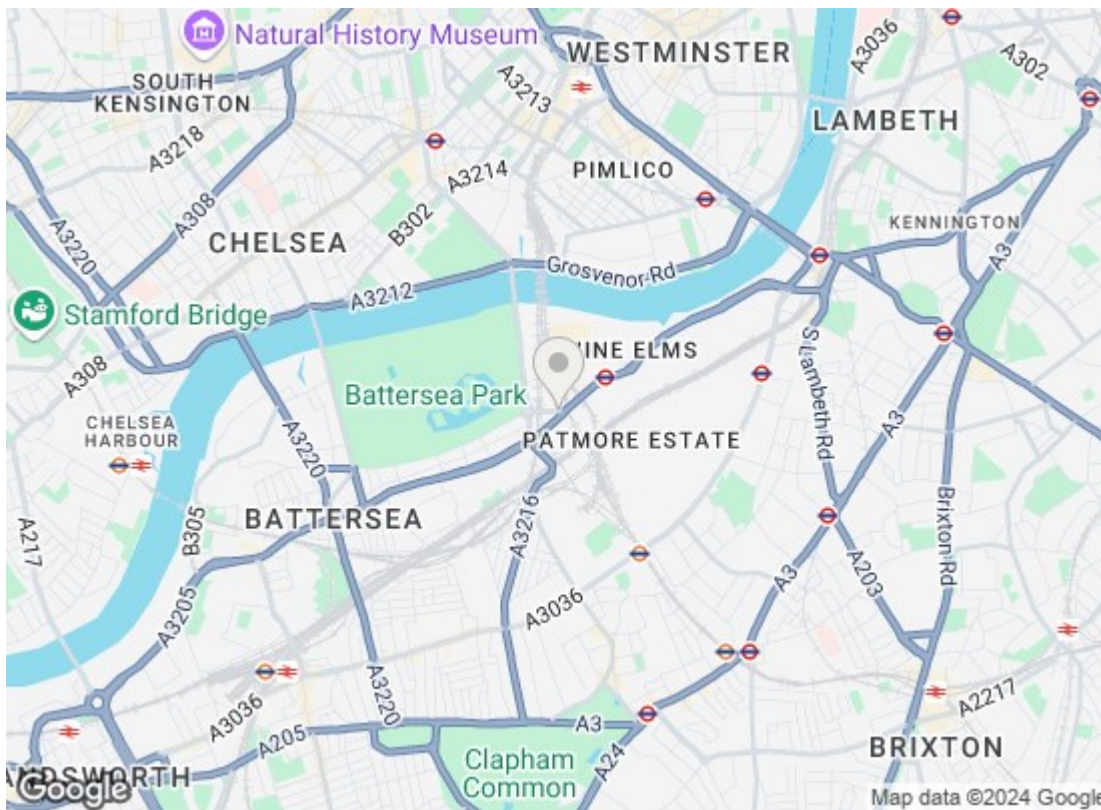 Natural History Museum
WESTMINSTER
A3036
A302
SOUTH
KENSINGTON
A3213
LAMBETH
A3218
A3214
PIMLICO
A308
B302
KENNINGTON
A3220
CHELSEA
A3
Grosvenor Rd
A3212
Stamford Bridge
NINE ELMS
S Lambeth Rd
A308
Battersea Park
CHELSEA
HARBOUR
A3220
PATMORE ESTATE
A3
A217
B305
BATTERSEA
A3216
Brixton Rd
A3205
A3036
A3
A203
A3036
A3220
A2217
A205
A3
A24
BRIXTON
Clapham
Common
ANDSWORTH
Google
Map data ©2024 Google